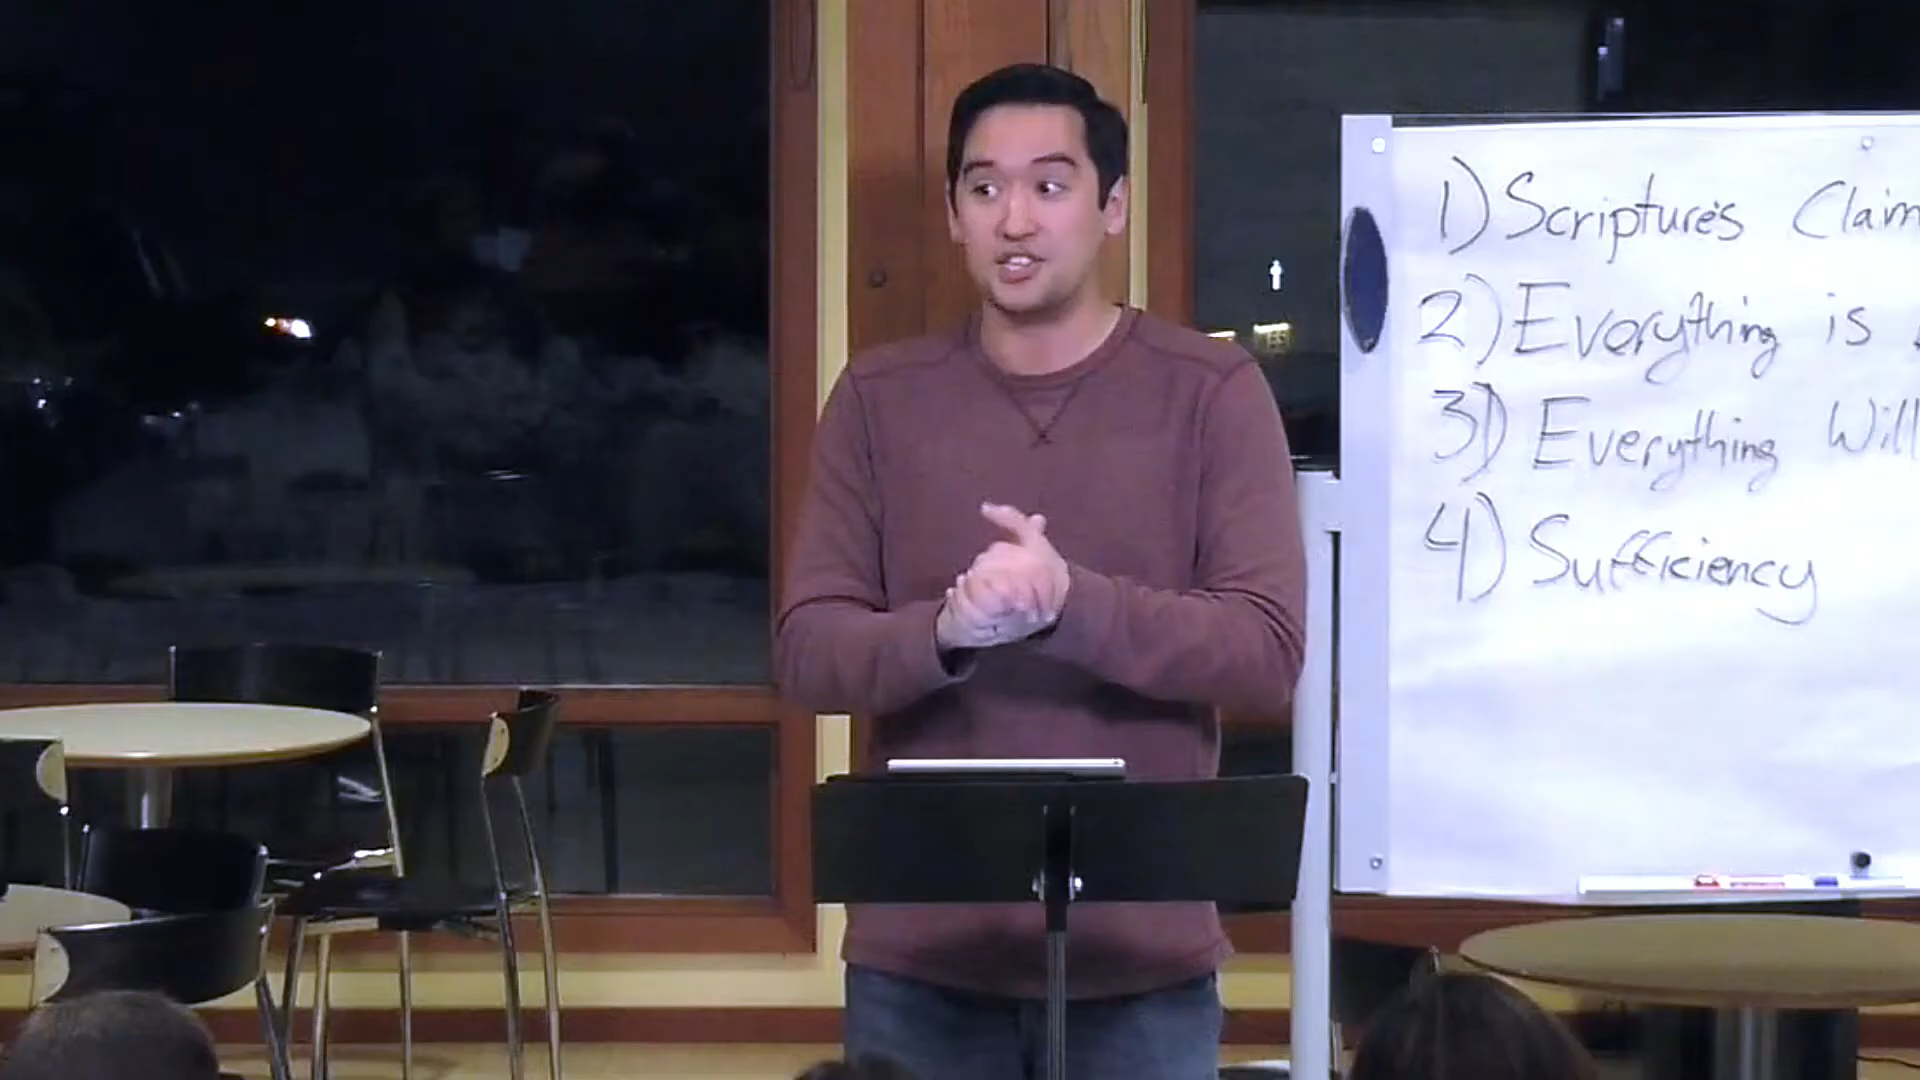 1) Scripture's Claim
2) Everything is
3) Everything Will
4) Sufficiency